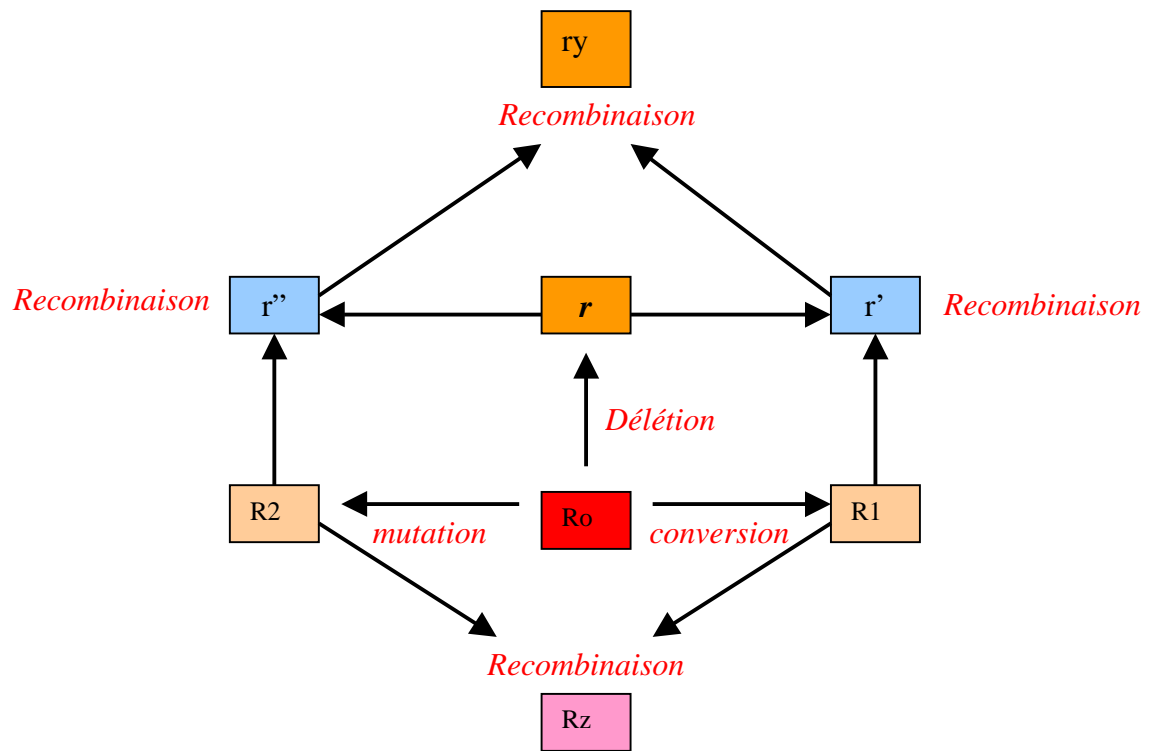 ry
Recombinaison
Recombinaison
r”
r
r’
Recombinaison
Délétion
R2
Ro
R1
mutation
conversion
Recombinaison
Rz